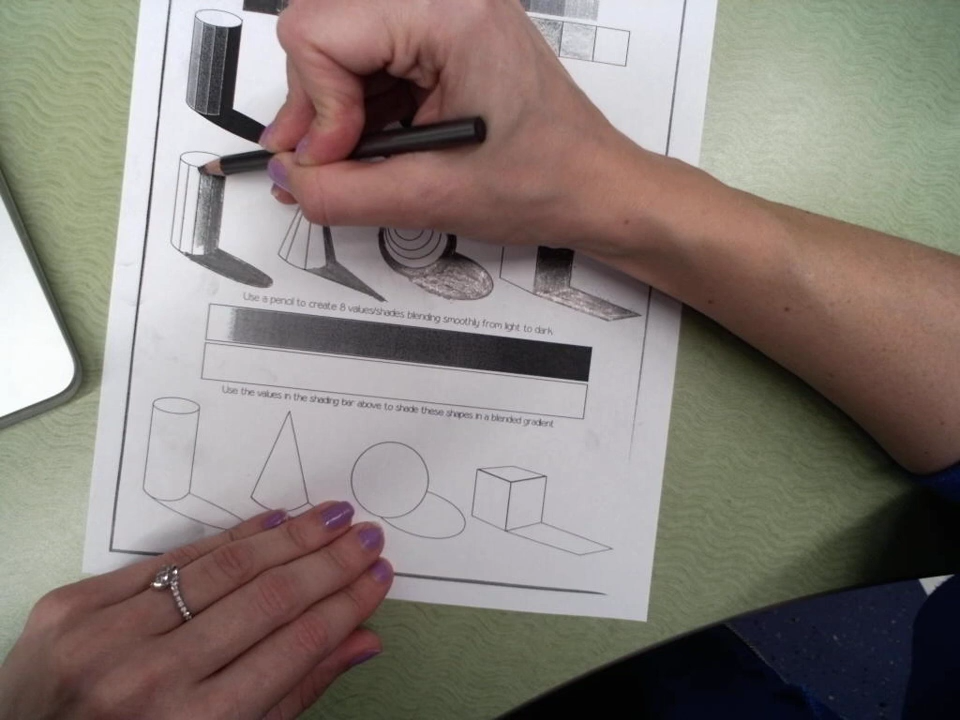 Use a pencil to create 8 values/shades blending smoothly from light to dark.
Use the values in the shading bar above to shade these shapes in a blended gradient.